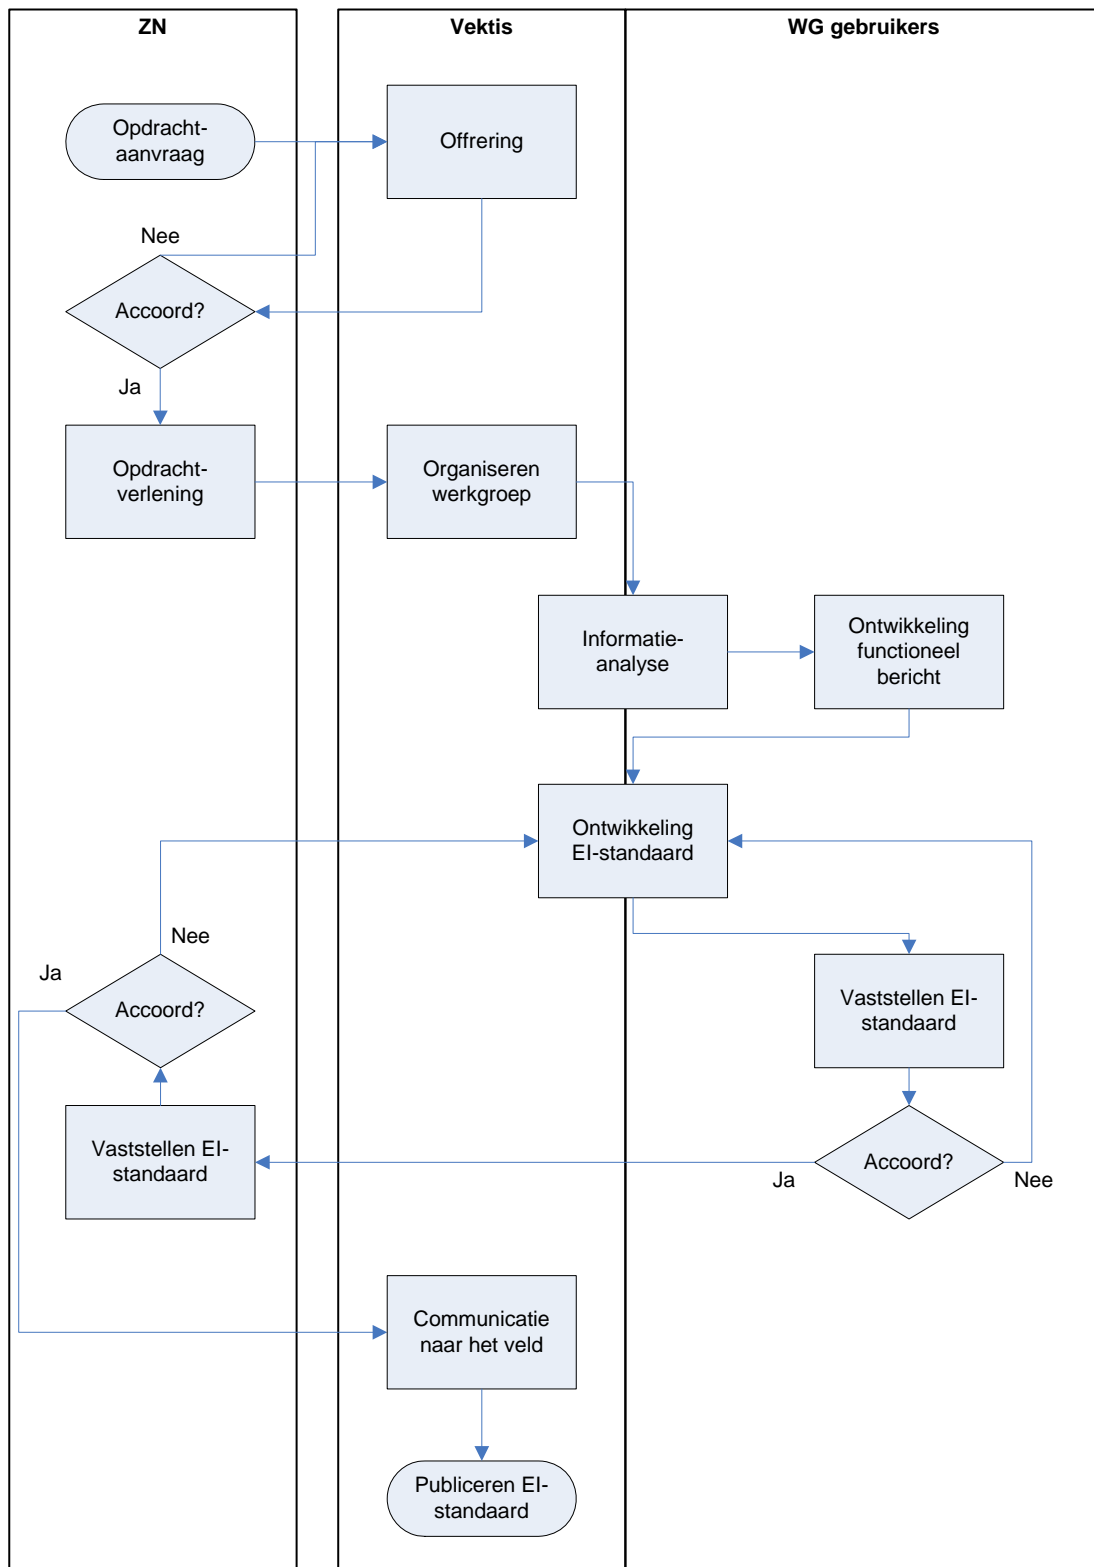 ZN
Vektis
WG gebruikers
Opdracht-
aanvraag
Offrering
Nee
Accoord?
Ja
Opdracht-
verlening
Organiseren
werkgroep
Informatie-
analyse
Ontwikkeling
functioneel
bericht
Ontwikkeling
EI-standaard
Nee
Ja
Accoord?
Vaststellen EI-
standaard
Vaststellen EI-
standaard
Accoord?
Ja
Nee
Communicatie
naar het veld
Publiceren EI-
standaard